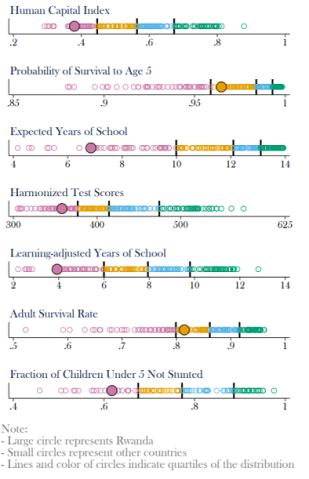 Human Capital Index
.2 .4 .6 .8 1
Probability of Survival to Age 5
.85 .9 .95 1
Expected Years of School
4 6 8 10 12 14
Harmonized Test Scores
300 400 500 625
Learning-adjusted Years of School
2 4 6 8 10 12 14
Adult Survival Rate
.5 .6 .7 .8 .9 1
Fraction of Children Under 5 Not Stunted
.4 .6 .8 1
Note:
- Large circle represents Rwanda
- Small circles represent other countries
- Lines and color of circles indicate quartiles of the distribution